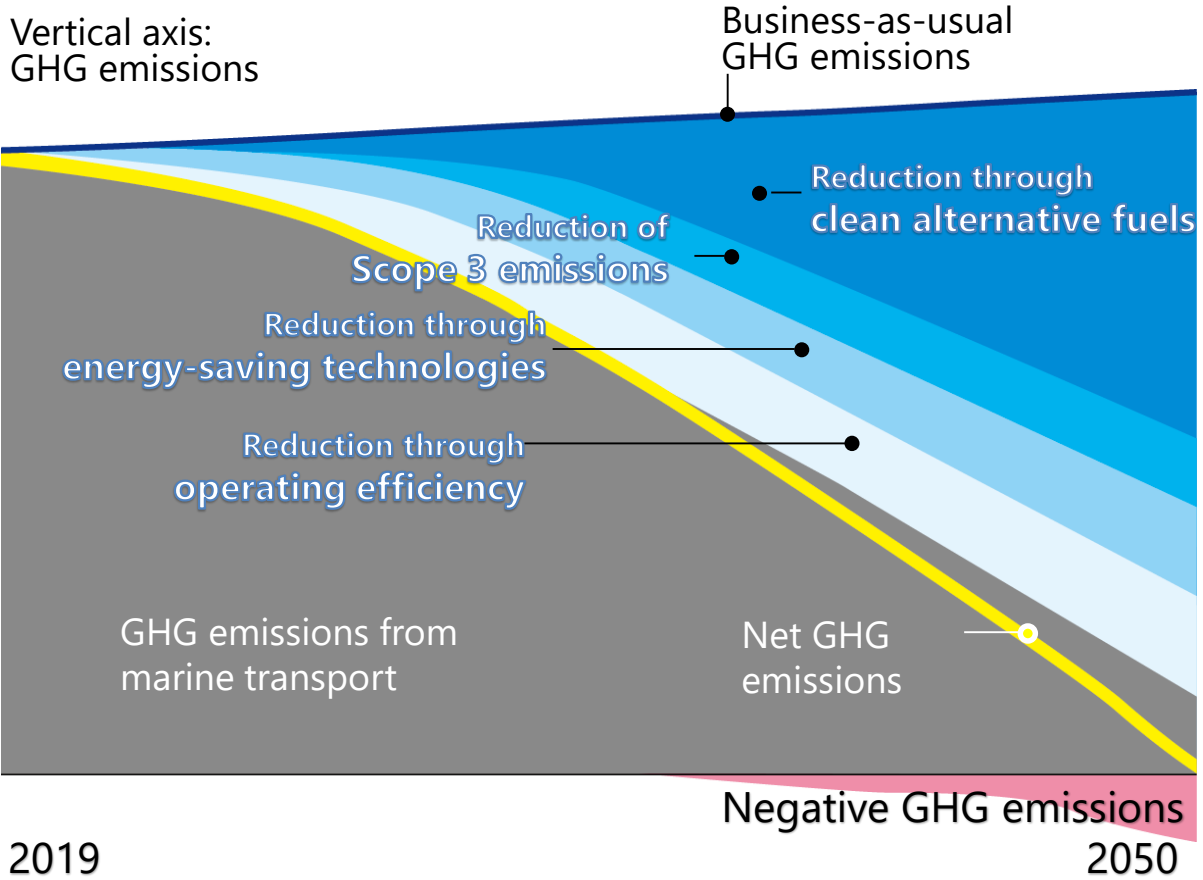 Vertical axis:
GHG emissions
Business-as-usual
GHG emissions
Reduction through
clean alternative fuels
Reduction of
Scope 3 emissions
Reduction through
energy-saving technologies
Reduction through
operating efficiency
GHG emissions from
marine transport
Net GHG
emissions
Negative GHG emissions
2019
2050